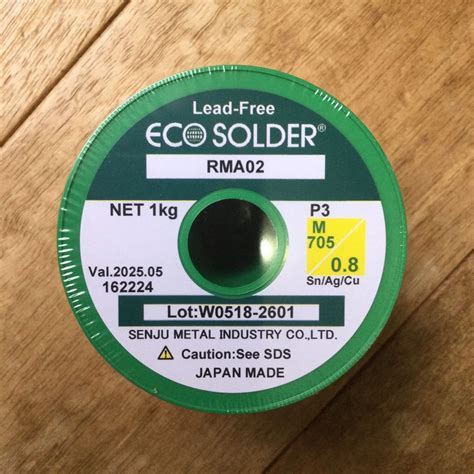 Lead-Free
ECO SOLDER®
RMA02
NET 1kg
P3
M
705
0.8
Val.2025.05
162224
Sn/Ag/Cu
Lot:W0518-2601
SENJU METAL INDUSTRY CO.,LTD.
Caution:See SDS
JAPAN MADE